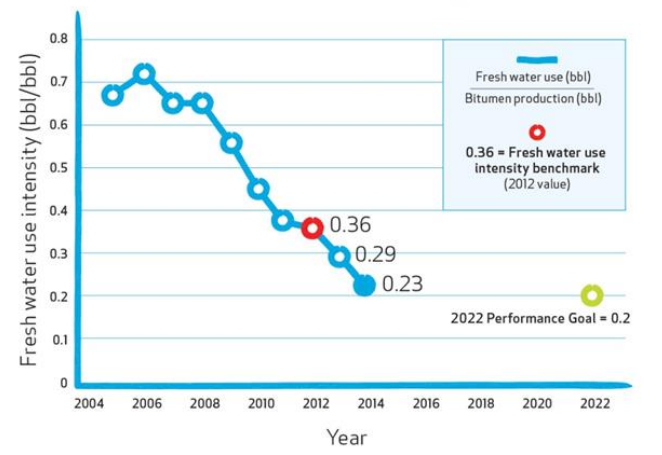 Fresh water use intensity (bbl/bbl)
0.8
0.7
0.6
0.5
0.4
0.3
0.2
0.1
0
Fresh water use (bbl)
Bitumen production (bbl)
0.36 = Fresh water use
intensity benchmark
(2012 value)
0.36
0.29
0.23
2022 Performance Goal = 0.2
2004 2006 2008 2010 2012 2014 2016 2018 2020 2022
Year